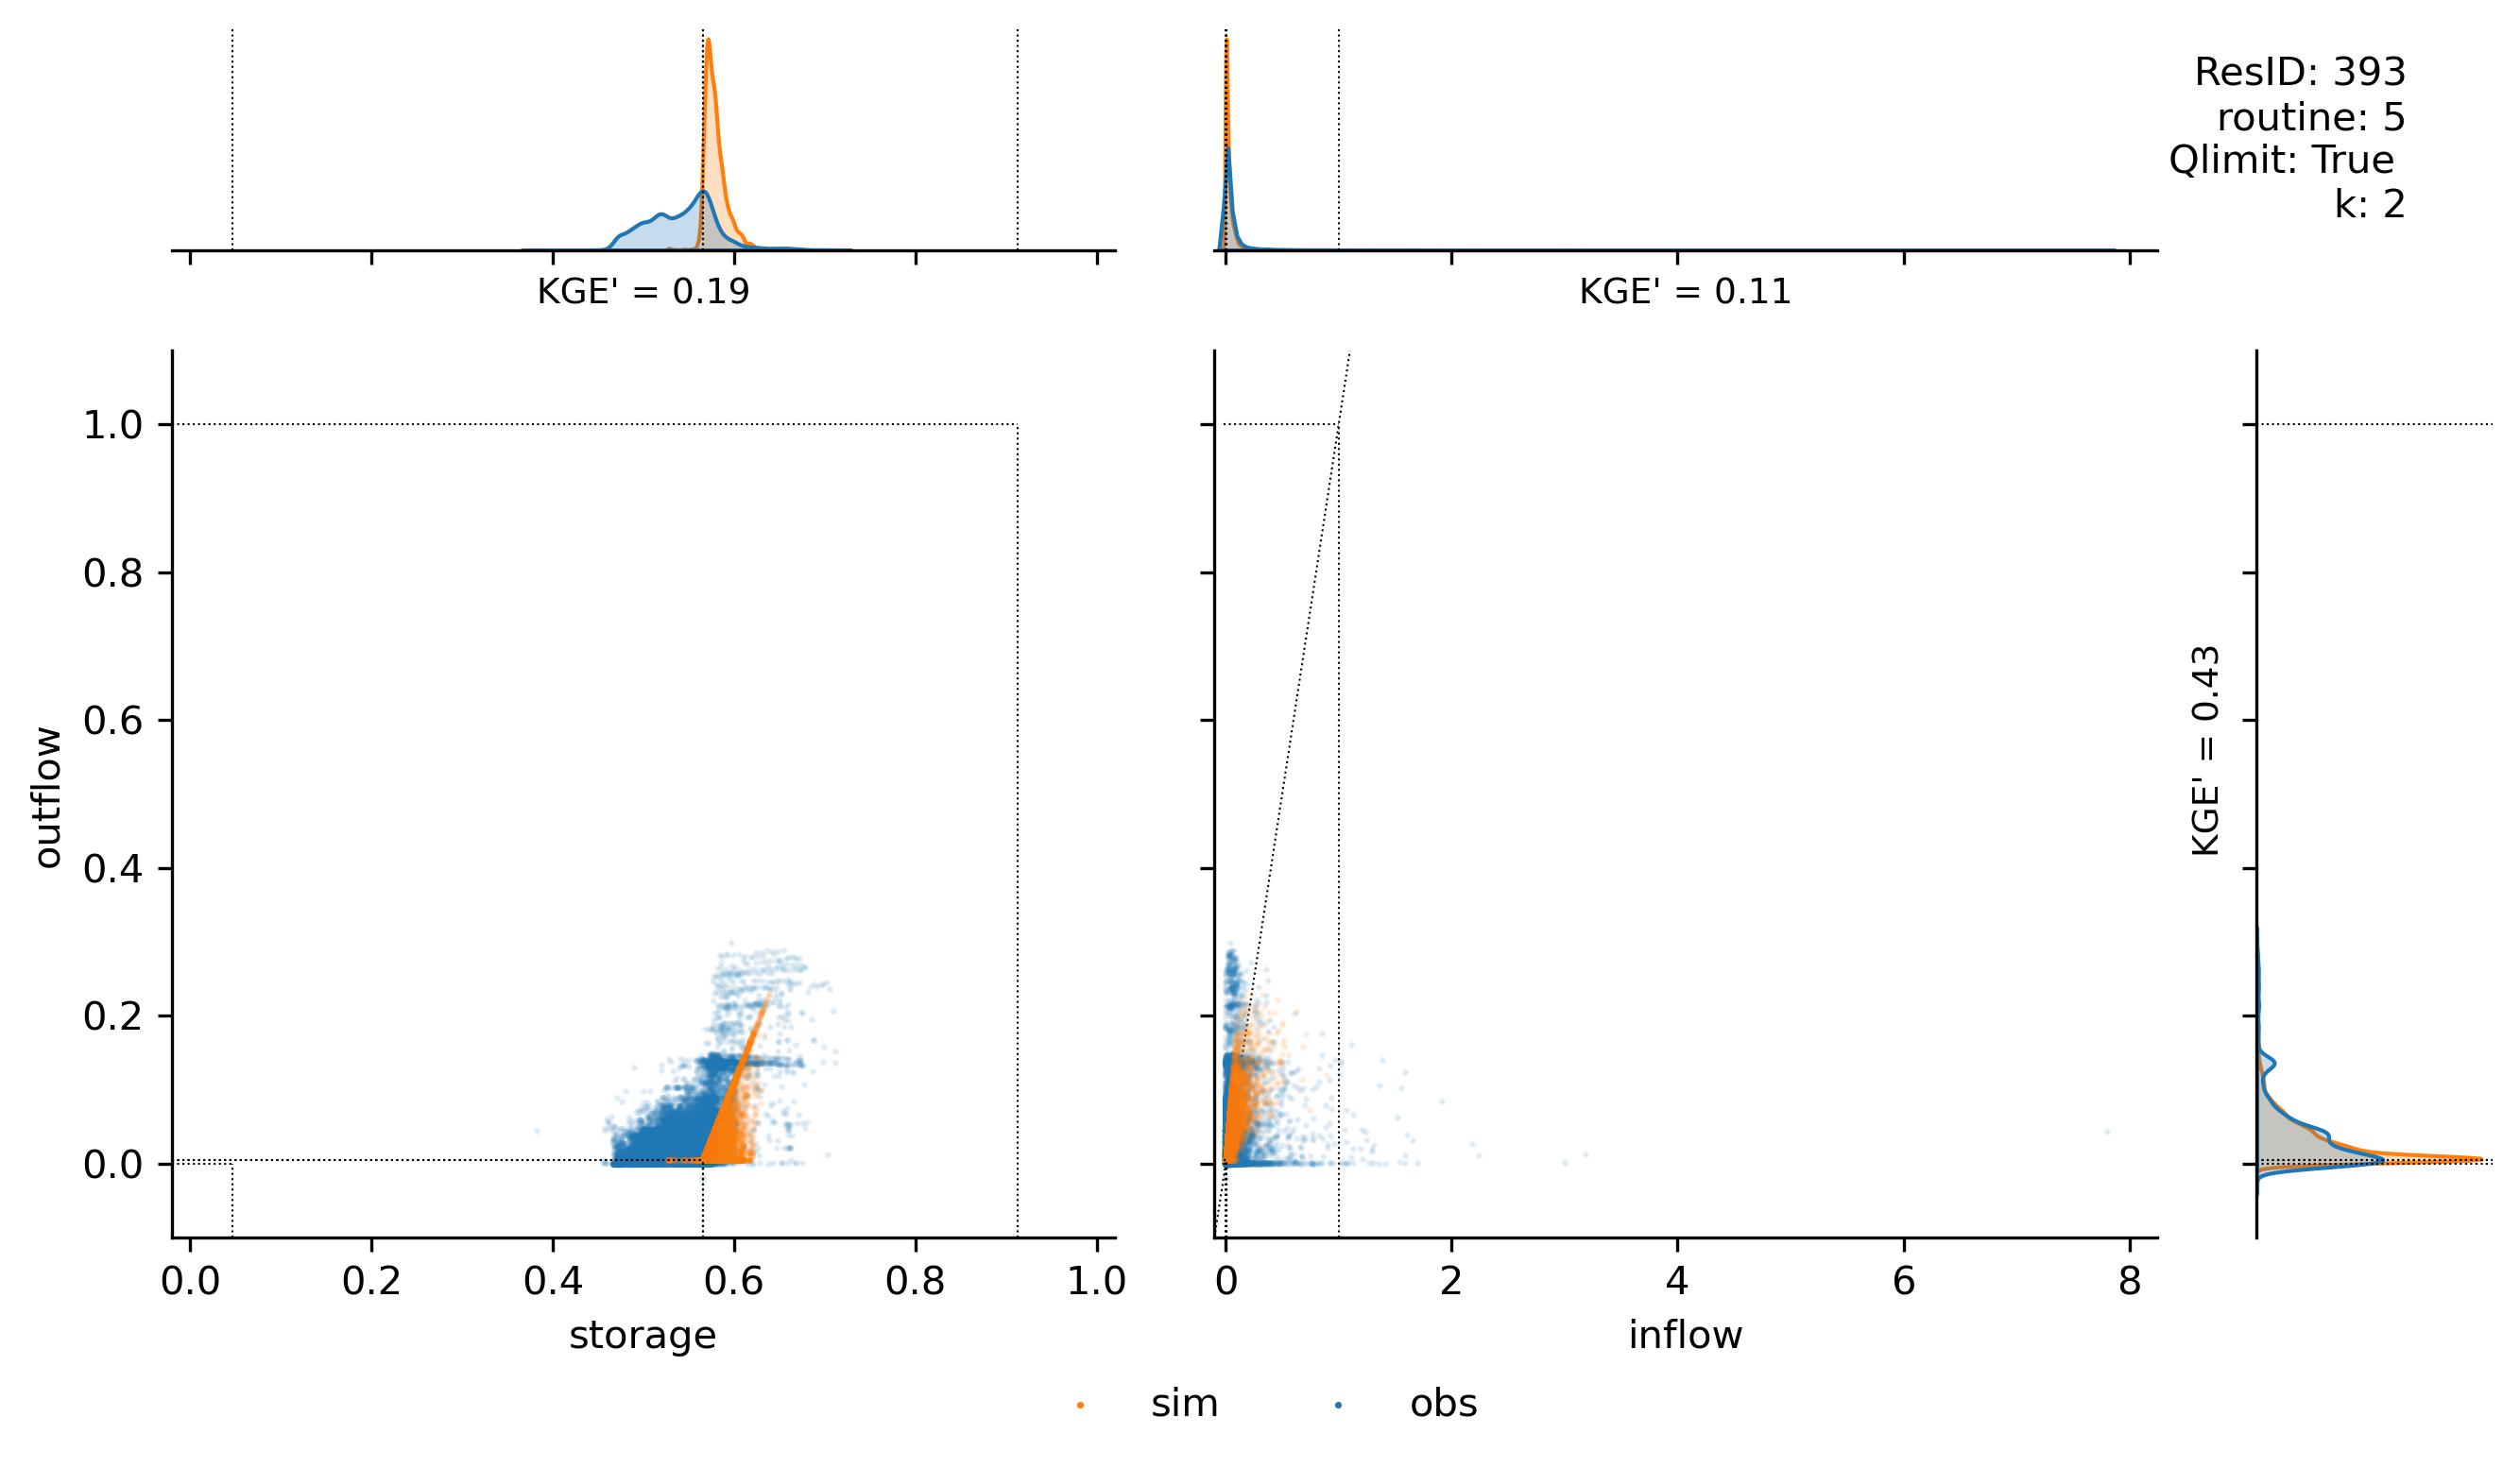 ResID: 393
routine: 5
Qlimit: True
k: 2
KGE' = 0.19
KGE' = 0.11
1.0
0.8
0.6
0.4
0.2
0.0
outflow
KGE' = 0.43
0.0 0.2 0.4 0.6 0.8 1.0
0 2 4 6 8
storage
inflow
sim obs